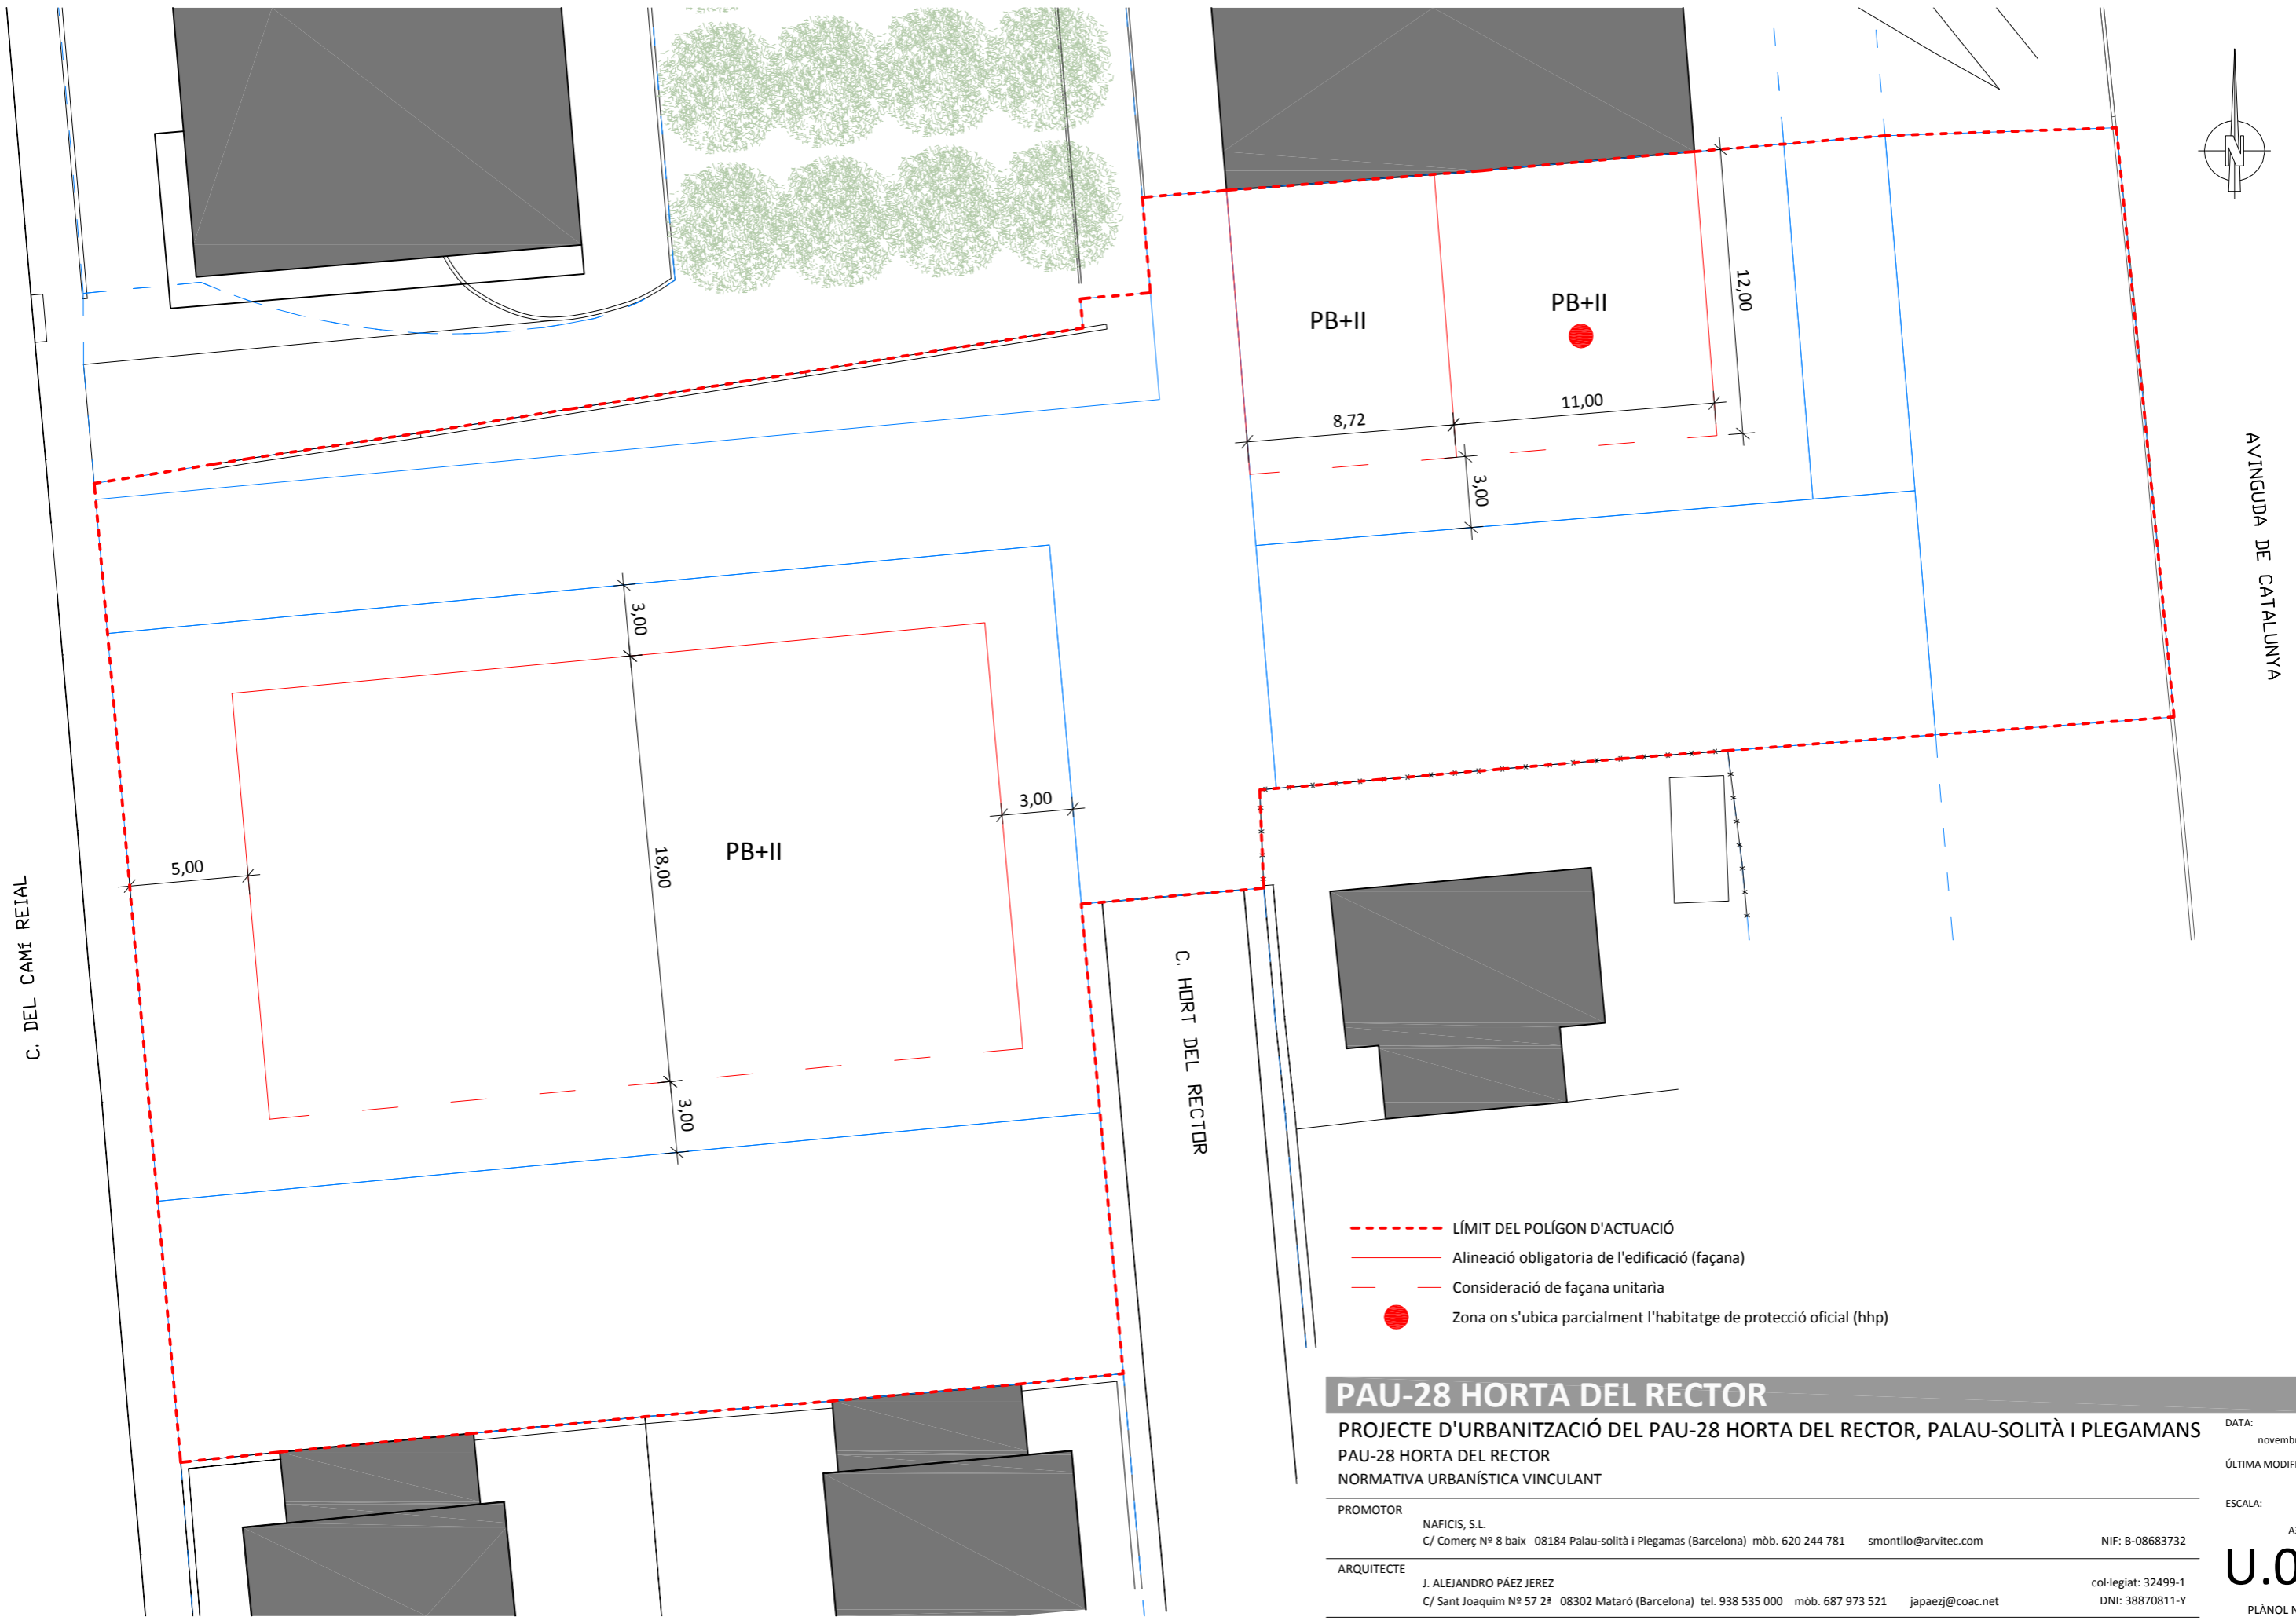 PB+II
PB+II
12,00
8,72
11,00
3,00
3,00
18,00
3,00
PB+II
5,00
3,00
C. DEL CAMÍ REIAL
C. HORT DEL RECTOR
AVINGUDA DE CATALUNYA
N
LÍMIT DEL POLÍGON D'ACTUACIÓ
Alineació obligatoria de l'edificació (façana)
Consideració de façana unitarìa
Zona on s'ubica parcialment l'habitatge de protecció oficial (hhp)
PAU-28 HORTA DEL RECTOR
PROJECTE D'URBANITZACIÓ DEL PAU-28 HORTA DEL RECTOR, PALAU-SOLITÀ I PLEGAMANS
PAU-28 HORTA DEL RECTOR
NORMATIVA URBANÍSTICA VINCULANT
PROMOTOR
NAFICIS, S.L.
C/ Comerç Nº 8 baix 08184 Palau-solità i Plegamas (Barcelona) mòb. 620 244 781 smontllo@arvitec.com NIF: B-08683732
ARQUITECTE
J. ALEJANDRO PÁEZ JEREZ col·legiat: 32499-1
C/ Sant Joaquim Nº 57 2ª 08302 Mataró (Barcelona) tel. 938 535 000 mòb. 687 973 521 japaezj@coac.net DNI: 38870811-Y
DATA:
ÚLTIMA
ESCALA:
PLÀNOL